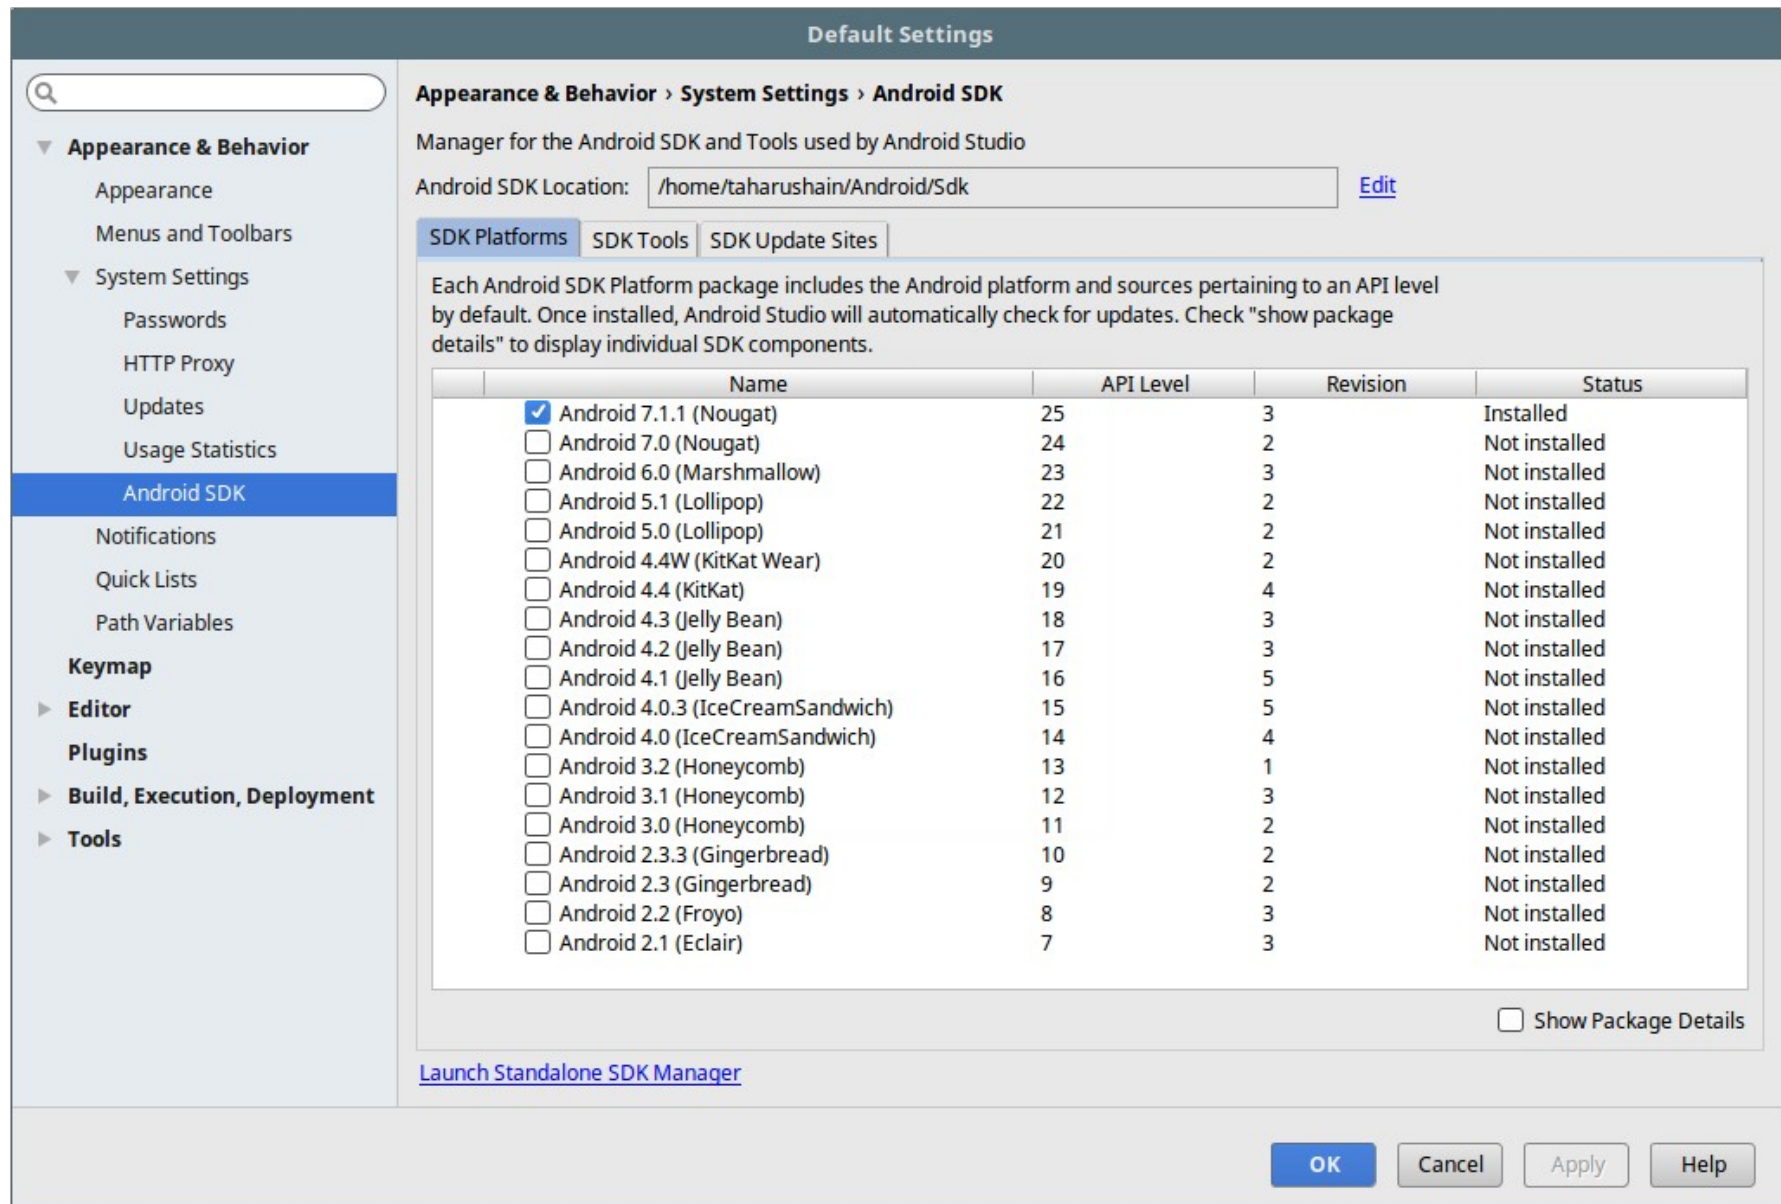 Default Settings
Appearance & Behavior
Appearance
Menus and Toolbars
System Settings
Passwords
HTTP Proxy
Updates
Usage Statistics
Android SDK
Notifications
Quick Lists
Path Variables
Keymap
Editor
Plugins
Build, Execution, Deployment
Tools
Appearance & Behavior › System Settings › Android SDK
Manager for the Android SDK and Tools used by Android Studio
Android SDK Location: /home/taharushain/Android/Sdk Edit
SDK Platforms SDK Tools SDK Update Sites
Each Android SDK Platform package includes the Android platform and sources pertaining to an API level
by default. Once installed, Android Studio will automatically check for updates. Check "show package
details" to display individual SDK components.
Name API Level Revision Status
Android 7.1.1 (Nougat) 25 3 Installed
Android 7.0 (Nougat) 24 2 Not installed
Android 6.0 (Marshmallow) 23 3 Not installed
Android 5.1 (Lollipop) 22 2 Not installed
Android 5.0 (Lollipop) 21 2 Not installed
Android 4.4W (KitKat Wear) 20 2 Not installed
Android 4.4 (KitKat) 19 4 Not installed
Android 4.3 (Jelly Bean) 18 3 Not installed
Android 4.2 (Jelly Bean) 17 3 Not installed
Android 4.1 (Jelly Bean) 16 5 Not installed
Android 4.0.3 (IceCreamSandwich) 15 5 Not installed
Android 4.0 (IceCreamSandwich) 14 4 Not installed
Android 3.2 (Honeycomb) 13 1 Not installed
Android 3.1 (Honeycomb) 12 3 Not installed
Android 3.0 (Honeycomb) 11 2 Not installed
Android 2.3.3 (Gingerbread) 10 2 Not installed
Android 2.3 (Gingerbread) 9 2 Not installed
Android 2.2 (Froyo) 8 3 Not installed
Android 2.1 (Eclair) 7 3 Not installed
Show Package Details
Launch Standalone SDK Manager
OK Cancel Apply Help